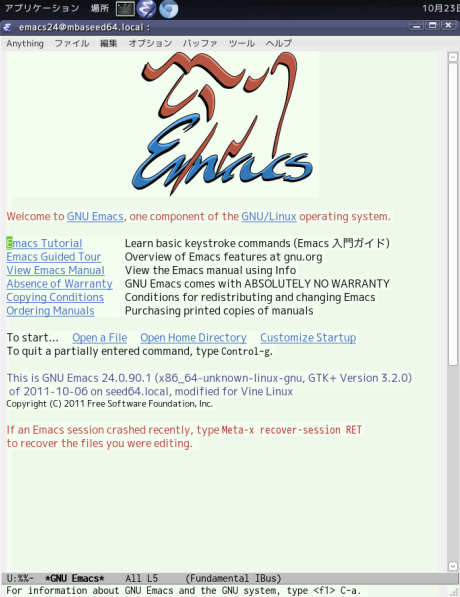 アプリケーション 場所 10月23日
emacs24@mbaseed64.local :
Anything ファイル 編集 オプション バッファ ツール ヘルプ
Emacs
Welcome to GNU Emacs, one component of the GNU/Linux operating system.
Emacs Tutorial Learn basic keystroke commands (Emacs 入門ガイド)
Emacs Guided Tour Overview of Emacs features at gnu.org
View Emacs Manual View the Emacs manual using Info
Absence of Warranty GNU Emacs comes with ABSOLUTELY NO WARRANTY
Copying Conditions Conditions for redistributing and changing Emacs
Ordering Manuals Purchasing printed copies of manuals
To start... Open a File Open Home Directory Customize Startup
To quit a partially entered command, type Control-g.
This is GNU Emacs 24.0.90.1 (x86_64-unknown-linux-gnu, GTK+ Version 3.2.0)
of 2011-10-06 on seed64.local, modified for Vine Linux
Copyright (C) 2011 Free Software Foundation, Inc.
If an Emacs session crashed recently, type Meta-x recover-session RET
to recover the files you were editing.
U:%%- *GNU Emacs* All L5 (Fundamental IBus)
For information about GNU Emacs and the GNU system, type <f1> C-a.